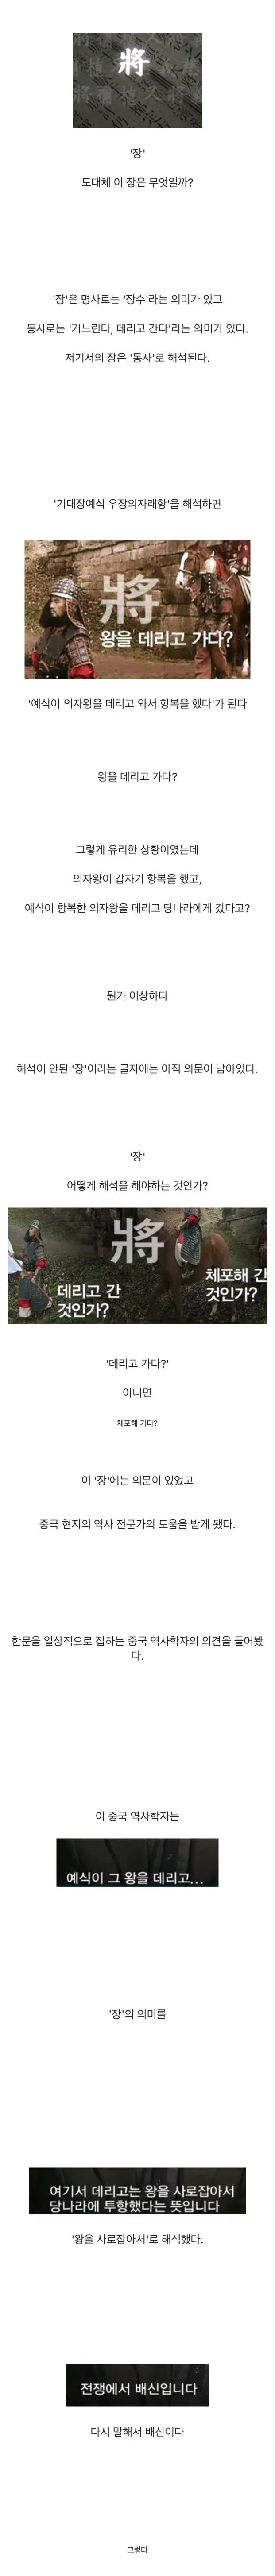 將
'장'
도대체 이 장은 무엇일까?
'장'은 명사로는 '장수'라는 의미가 있고
동사로는 '거느린다, 데리고 간다'라는 의미가 있다.
저기서의 장은 '동사'로 해석된다.
'기대장예식 우장의자래항'을 해석하면
將
왕을 데리고 가다?
'예식이 의자왕을 데리고 와서 항복을 했다'가 된다
왕을 데리고 가다?
그렇게 유리한 상황이였는데
의자왕이 갑자기 항복을 했고,
예식이 항복한 의자왕을 데리고 당나라에게 갔다고?
뭔가 이상하다
해석이 안된 '장'이라는 글자에는 아직 의문이 남아있다.
'장'
어떻게 해석을 해야하는 것인가?
將
데리고 간
것인가?
체포해 간
것인가?
'데리고 가다?'
아니면
'체포해 가다?'
이 '장'에는 의문이 있었고
중국 현지의 역사 전문가의 도움을 받게 됐다.
한문을 일상적으로 접하는 중국 역사학자의 의견을 들어봤
다.
이 중국 역사학자는
예식이 그 왕을 데리고...
'장'의 의미를
여기서 데리고는 왕을 사로잡아서
당나라에 투항했다는 뜻입니다
'왕을 사로잡아서'로 해석했다.
전쟁에서 배신입니다
다시 말해서 배신이다
그렇다